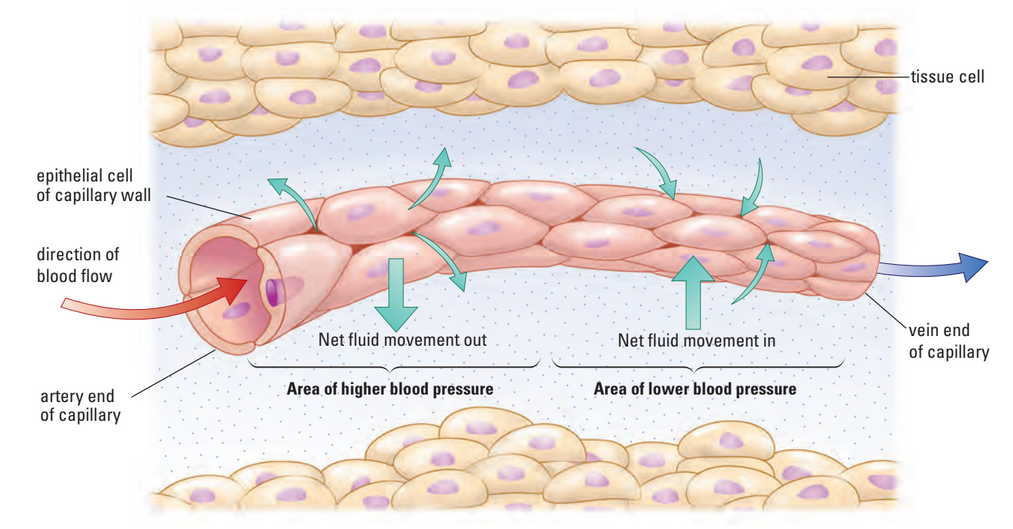 tissue cell
epithelial cell
of capillary wall
direction of
blood flow
Net fluid movement out
Net fluid movement in
vein end
of capillary
Area of higher blood pressure
Area of lower blood pressure
artery end
of capillary